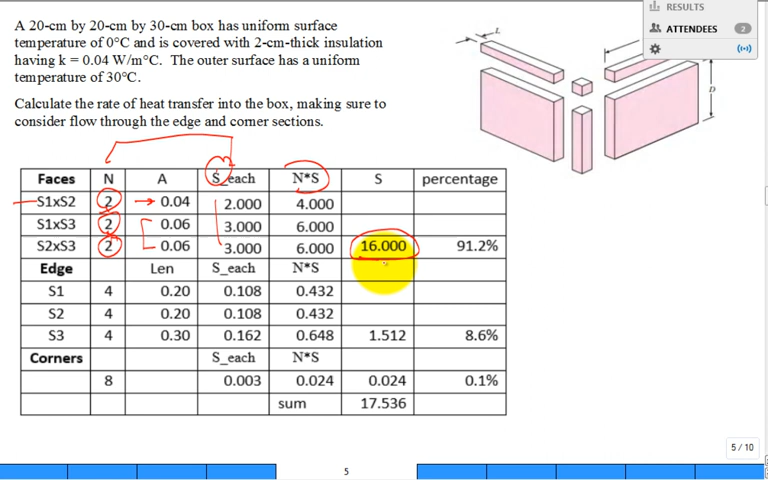 A 20-cm by 20-cm by 30-cm box has uniform surface
temperature of 0°C and is covered with 2-cm-thick insulation
having k = 0.04 W/m°C. The outer surface has a uniform
temperature of 30°C.
Calculate the rate of heat transfer into the box, making sure to
consider flow through the edge and corner sections.
RESULTS
ATTENDEES 2
L
D
Faces N A S_each N*S S percentage
S1xS2 2 0.04 2.000 4.000
S1xS3 2 0.06 3.000 6.000
S2xS3 2 0.06 3.000 6.000 16.000 91.2%
Edge Len S_each N*S
S1 4 0.20 0.108 0.432
S2 4 0.20 0.108 0.432
S3 4 0.30 0.162 0.648 1.512 8.6%
Corners S_each N*S
8 0.003 0.024 0.024 0.1%
sum 17.536
5 / 10
5